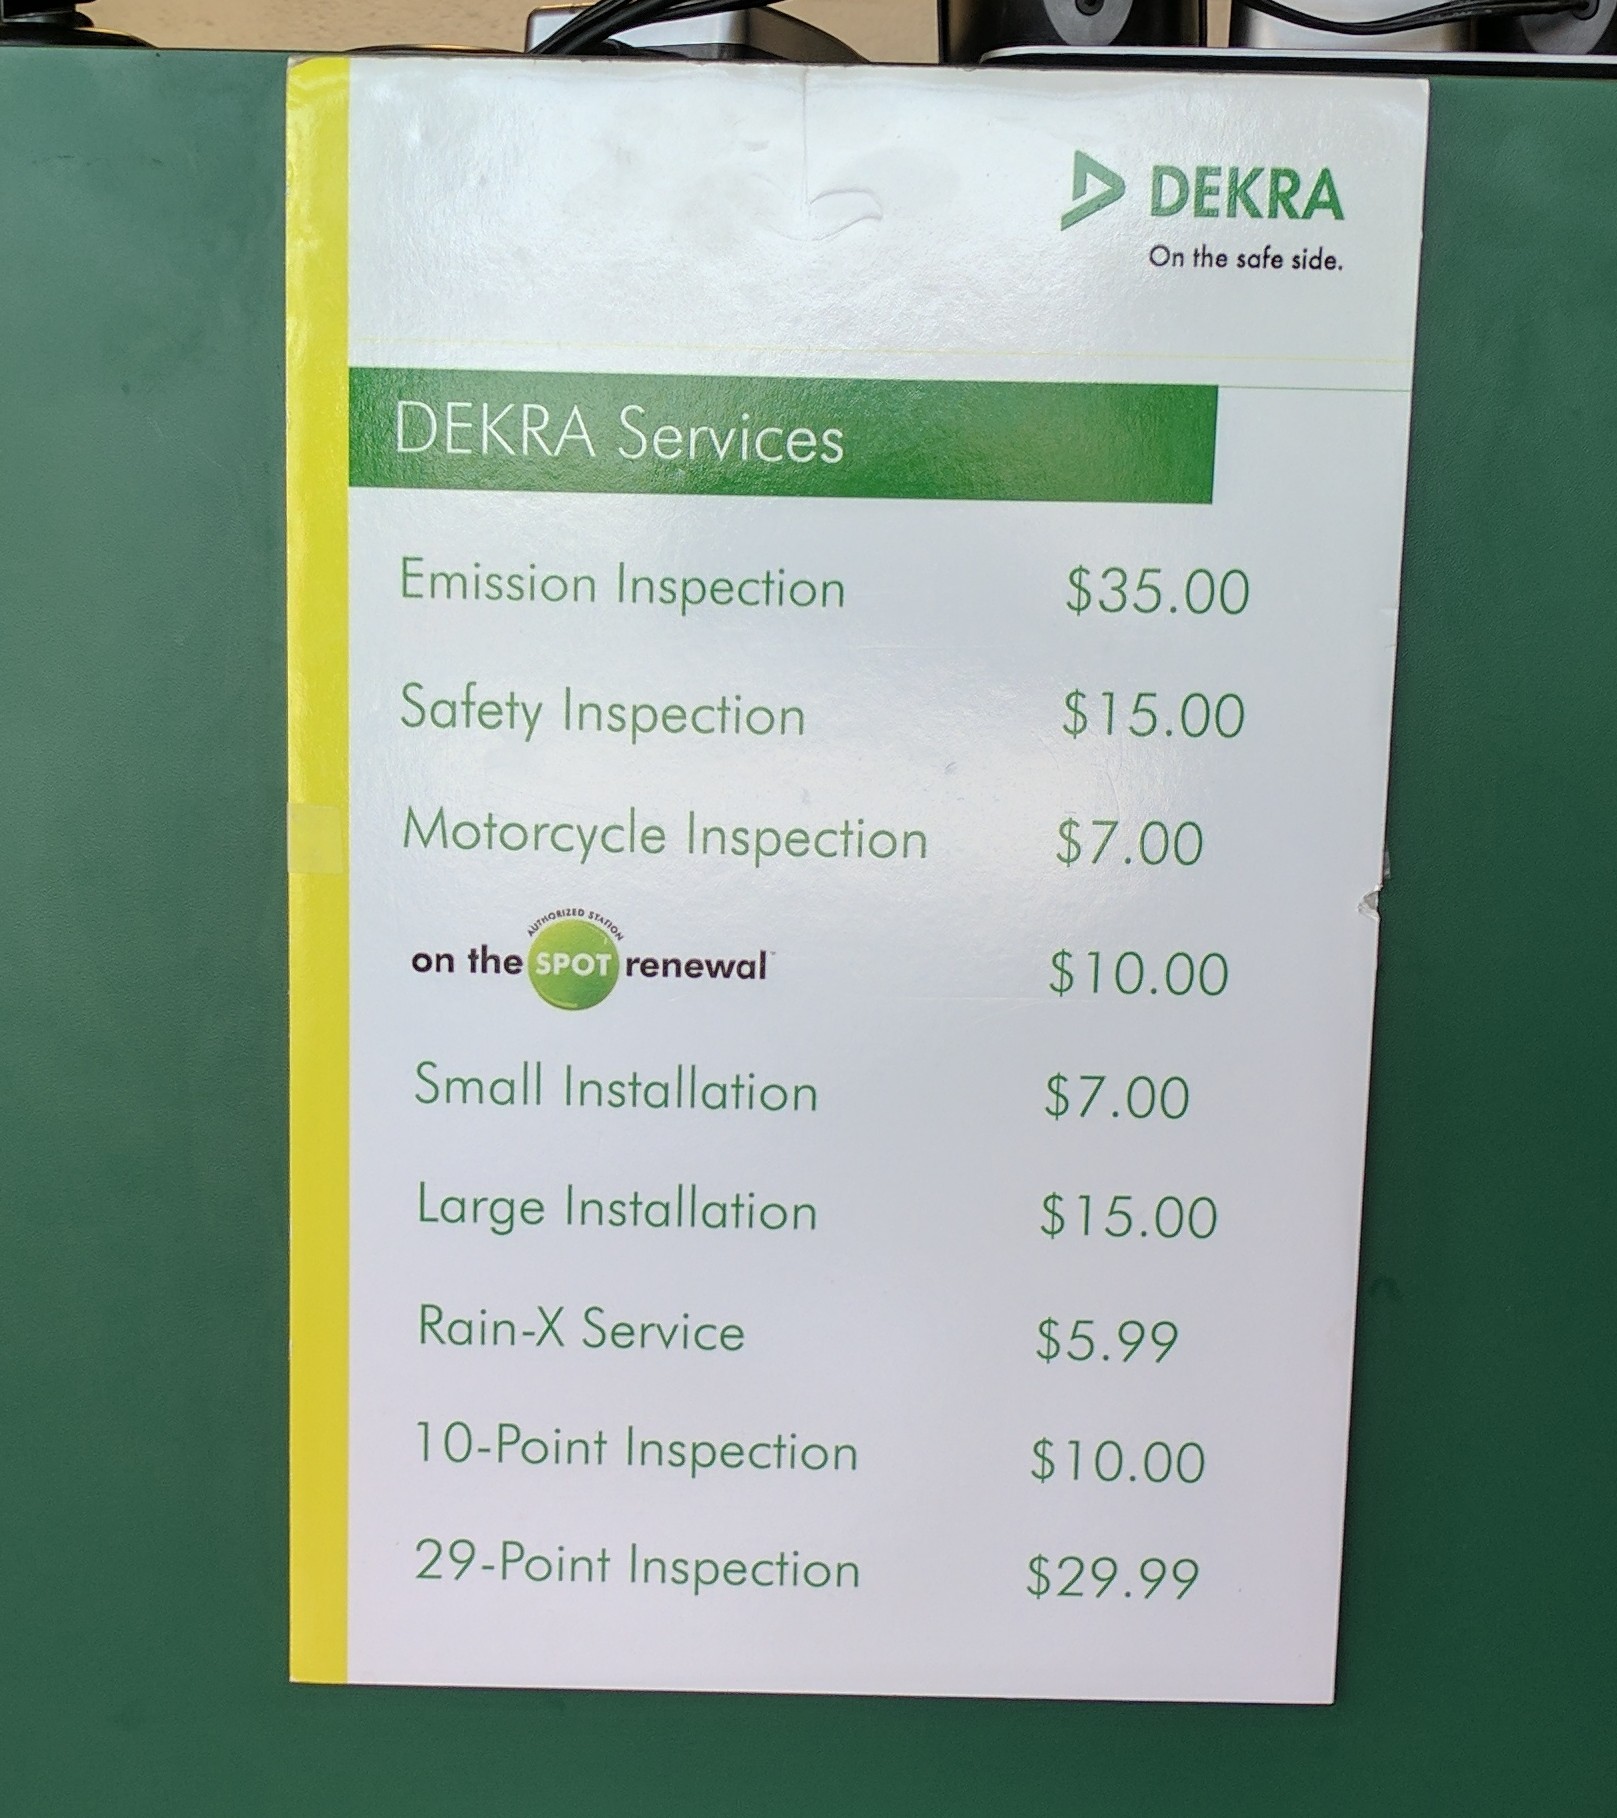 DEKRA
On the safe side.
DEKRA Services
Emission Inspection $35.00
Safety Inspection $15.00
Motorcycle Inspection $7.00
AUTHORIZED STATION
on the SPOT renewal™ $10.00
Small Installation $7.00
Large Installation $15.00
Rain-X Service $5.99
10-Point Inspection $10.00
29-Point Inspection $29.99